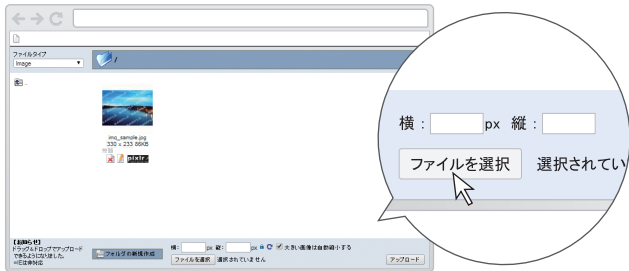 ファイルタイプ
Image
/
..
img_sample.jpg
330 x 233 86KB
pixlr
【お知らせ】
ドラッグ&ドロップでアップロード
できるようになりました。
※IEは非対応
フォルダの新規作成
横: px 縦: px 大きい画像は自動縮小する
ファイルを選択 選択されていません
アップロード
横: px 縦:
ファイルを選択 選択されてい